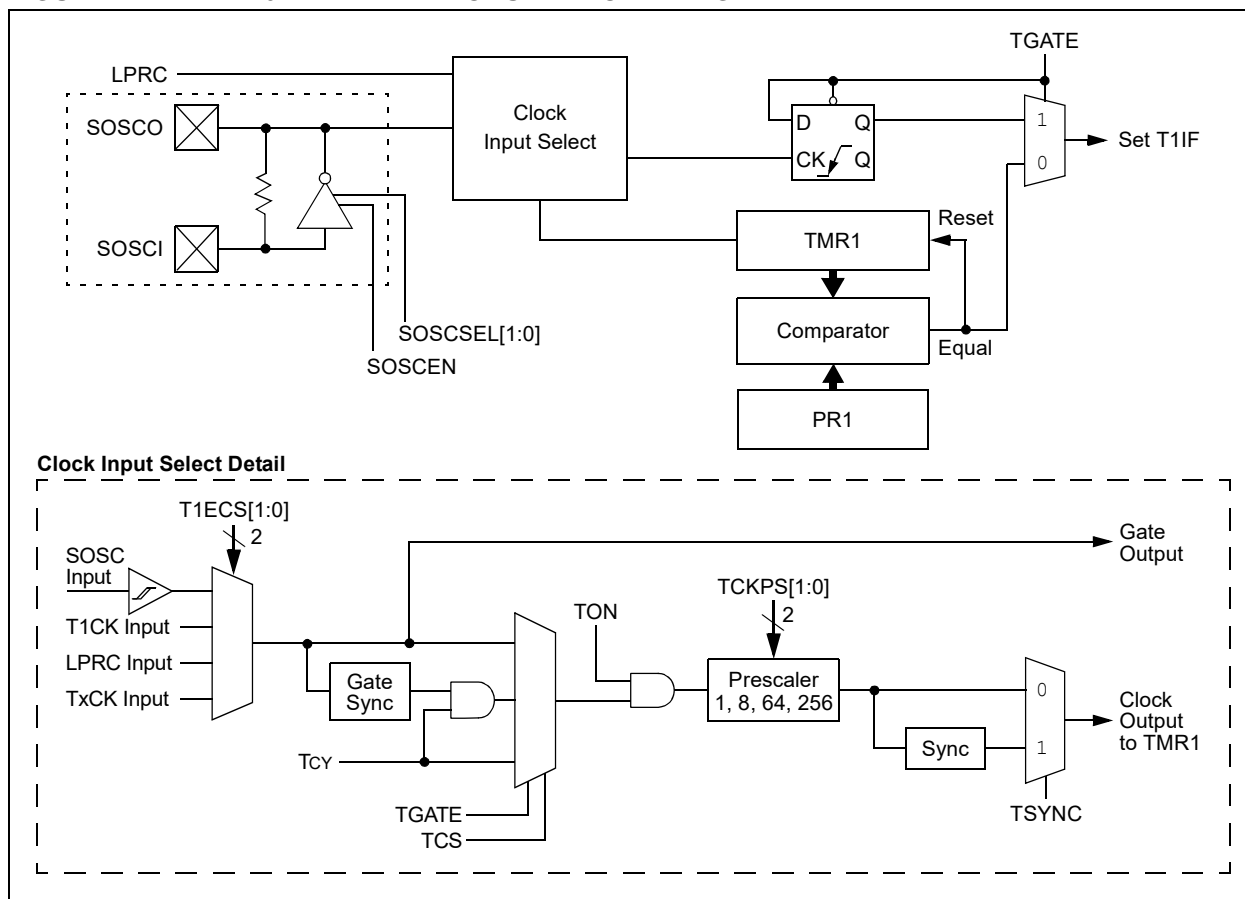 TGATE
LPRC
SOSCO
Clock
Input Select
D Q
CK Q
1
0
Set T1IF
SOSCI
TMR1
Reset
Comparator
Equal
SOSCSEL[1:0]
SOSCEN
PR1
Clock Input Select Detail
T1ECS[1:0]
2
SOSC
Input
T1CK Input
LPRC Input
TxCK Input
Gate
Output
Gate
Sync
TCY
TGATE
TCS
TON
TCKPS[1:0]
2
Prescaler
1, 8, 64, 256
Sync
0
1
Clock
Output
to TMR1
TSYNC